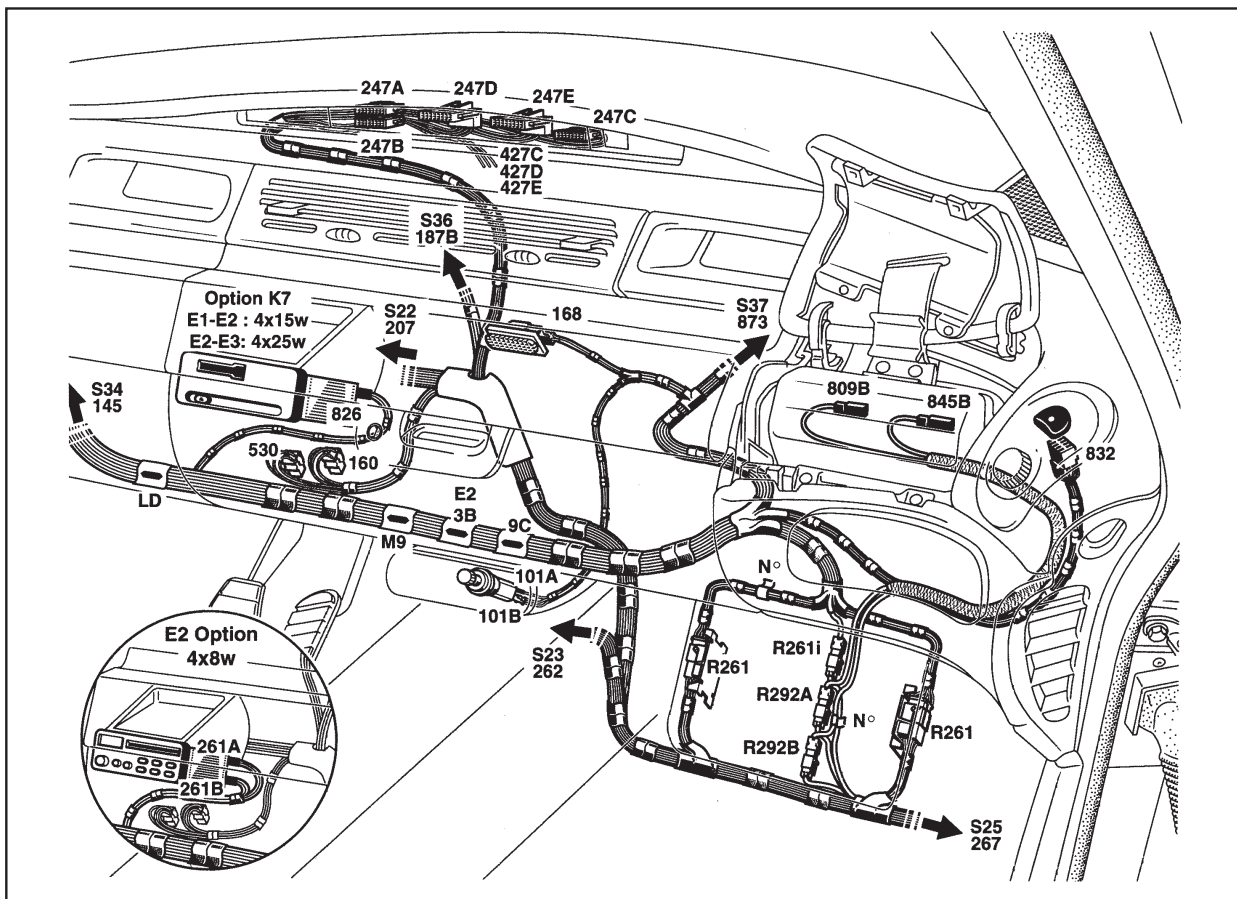 247A
247D
247E
247C
247B
427C
427D
427E
S36
187B
Option K7
E1-E2 : 4x15w
E2-E3: 4x25w
S22
207
168
S37
873
S34
145
826
809B
845B
530
160
832
LD
E2
3B
9C
M9
101A
101B
N°
E2 Option
4x8w
S23
262
R261
R261i
R292A
N°
R261
R292B
261A
261B
S25
267